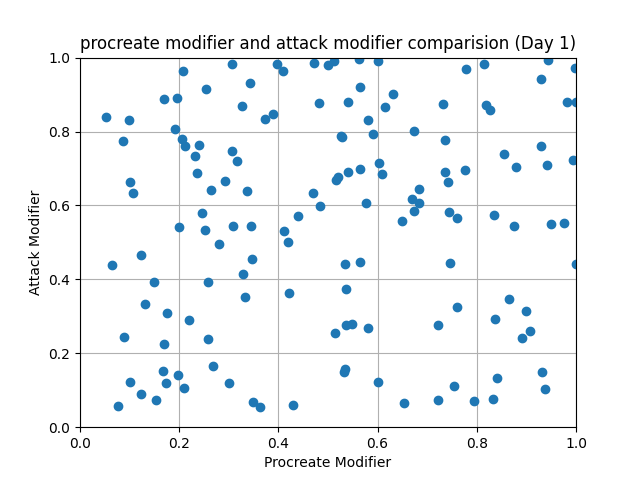 procreate modifier and attack modifier comparision (Day 1)
1.0
0.8
0.6
0.4
0.2
0.0
Attack Modifier
0.0 0.2 0.4 0.6 0.8 1.0
Procreate Modifier